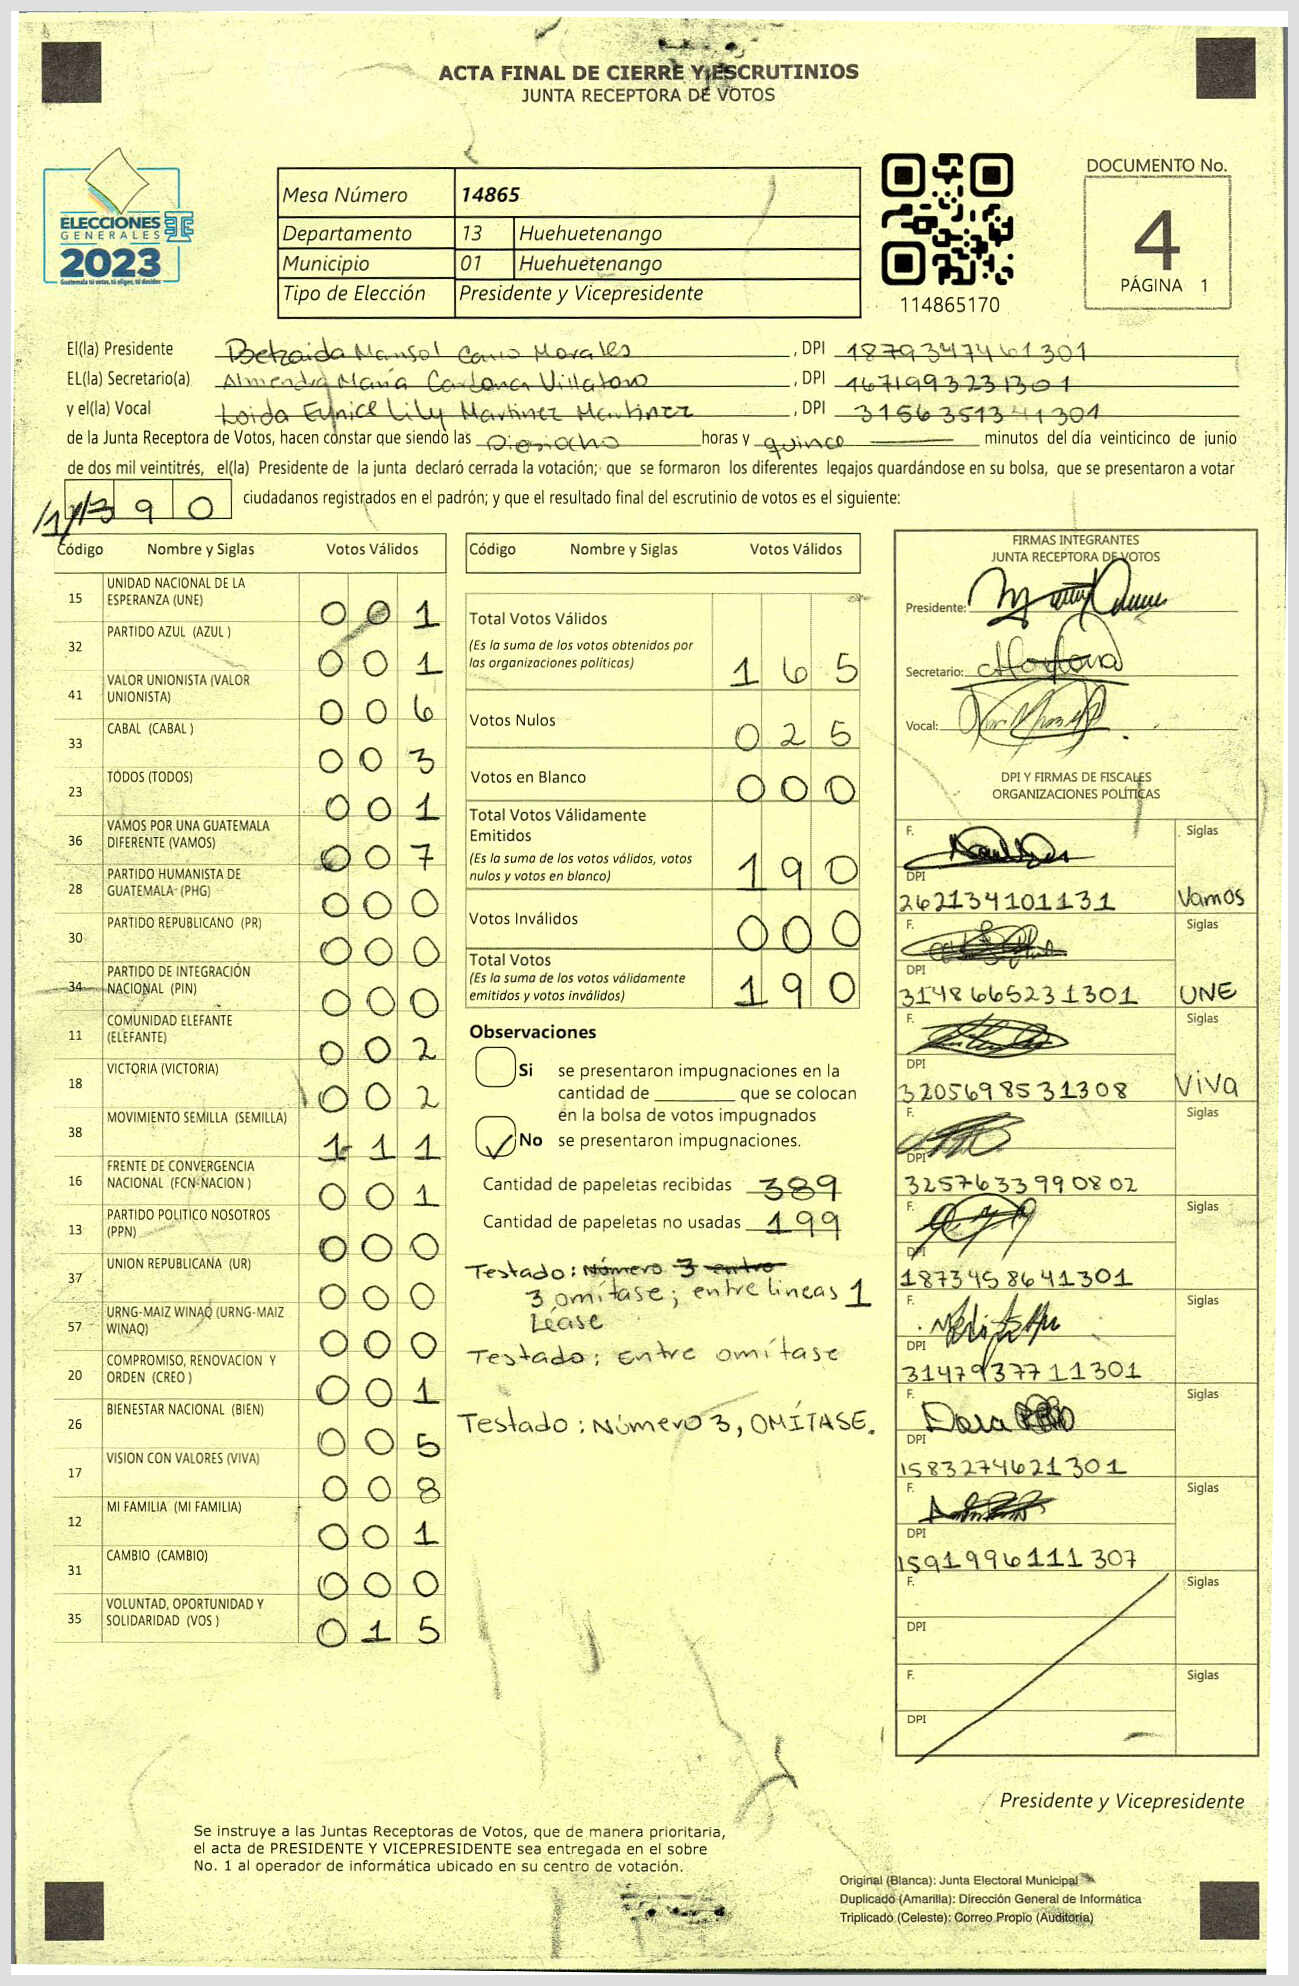 ACTA FINAL DE CIERRE Y ESCRUTINIOS
JUNTA RECEPTORA DE VOTOS
ELECCIONES
GENERALES
2023
Guatemala tú votas, tú eliges, tú decides
Mesa Número 14865
Departamento 13 Huehuetenango
Municipio 01 Huehuetenango
Tipo de Elección Presidente y Vicepresidente
114865170
DOCUMENTO No.
4
PÁGINA 1
El(la) Presidente Betzaida Marisol Cano Morales, DPI 1879347461301
EL(la) Secretario(a) Almendra María Cardona Villatoro, DPI 1671993231301
y el(la) Vocal Loida Eunice Lily Martinez Martinez, DPI 3156351341301
de la Junta Receptora de Votos, hacen constar que siendo las Dieciocho horas y quince minutos del día veinticinco de junio
de dos mil veintitrés, el(la) Presidente de la junta declaró cerrada la votación; que se formaron los diferentes legajos quardándose en su bolsa, que se presentaron a votar
/1/ 3 9 0 ciudadanos registrados en el padrón; y que el resultado final del escrutinio de votos es el siguiente:
Código Nombre y Siglas Votos Válidos
15 UNIDAD NACIONAL DE LA
ESPERANZA (UNE) 0 0 1
32 PARTIDO AZUL (AZUL ) 0 0 1
41 VALOR UNIONISTA (VALOR
UNIONISTA) 0 0 6
33 CABAL (CABAL ) 0 0 3
23 TODOS (TODOS) 0 0 1
36 VAMOS POR UNA GUATEMALA
DIFERENTE (VAMOS) 0 0 7
28 PARTIDO HUMANISTA DE
GUATEMALA (PHG) 0 0 0
30 PARTIDO REPUBLICANO (PR) 0 0 0
34 PARTIDO DE INTEGRACIÓN
NACIONAL (PIN) 0 0 0
11 COMUNIDAD ELEFANTE
(ELEFANTE) 0 0 2
18 VICTORIA (VICTORIA) 0 0 2
38 MOVIMIENTO SEMILLA (SEMILLA) 1 1 1
16 FRENTE DE CONVERGENCIA
NACIONAL (FCN-NACION ) 0 0 1
13 PARTIDO POLITICO NOSOTROS
(PPN) 0 0 0
37 UNION REPUBLICANA (UR) 0 0 0
57 URNG-MAIZ WINAQ (URNG-MAIZ
WINAQ) 0 0 0
20 COMPROMISO, RENOVACION Y
ORDEN (CREO ) 0 0 1
26 BIENESTAR NACIONAL (BIEN) 0 0 5
17 VISION CON VALORES (VIVA) 0 0 8
12 MI FAMILIA (MI FAMILIA) 0 0 1
31 CAMBIO (CAMBIO) 0 0 0
35 VOLUNTAD, OPORTUNIDAD Y
SOLIDARIDAD (VOS ) 0 1 5
Código Nombre y Siglas Votos Válidos
Total Votos Válidos
(Es la suma de los votos obtenidos por
las organizaciones políticas) 1 6 5
Votos Nulos 0 2 5
Votos en Blanco 0 0 0
Total Votos Válidamente
Emitidos
(Es la suma de los votos válidos, votos
nulos y votos en blanco) 1 9 0
Votos Inválidos 0 0 0
Total Votos
(Es la suma de los votos válidamente
emitidos y votos inválidos) 1 9 0
Observaciones
Si se presentaron impugnaciones en la
cantidad de ________ que se colocan
en la bolsa de votos impugnados
No se presentaron impugnaciones.
Cantidad de papeletas recibidas 389
Cantidad de papeletas no usadas 199
Testado: Número 3 entre
3 omítase; entre lineas 1
Léase
Testado: Entre omítase
Testado: Número 3, OMÍTASE.
FIRMAS INTEGRANTES
JUNTA RECEPTORA DE VOTOS
Presidente:
Secretario:
Vocal:
DPI Y FIRMAS DE FISCALES
ORGANIZACIONES POLÍTICAS
F. Siglas
DPI
262134101131 Vamos
F. Siglas
DPI
3148665231301 UNE
F. Siglas
DPI
3205698531308 VIVA
F. Siglas
DPI
3257633990802
F. Siglas
DPI
1873458641301
F. Siglas
DPI
3147937711301
F. Siglas
DPI
1583274621301
F. Siglas
DPI
1591996111307
F. Siglas
DPI
F. Siglas
DPI
Presidente y Vicepresidente
Se instruye a las Juntas Receptoras de Votos, que de manera prioritaria,
el acta de PRESIDENTE Y VICEPRESIDENTE sea entregada en el sobre
No. 1 al operador de informática ubicado en su centro de votación.
Original (Blanca): Junta Electoral Municipal
Duplicado (Amarilla): Dirección General de Informática
Triplicado (Celeste): Correo Propio (Auditoría)